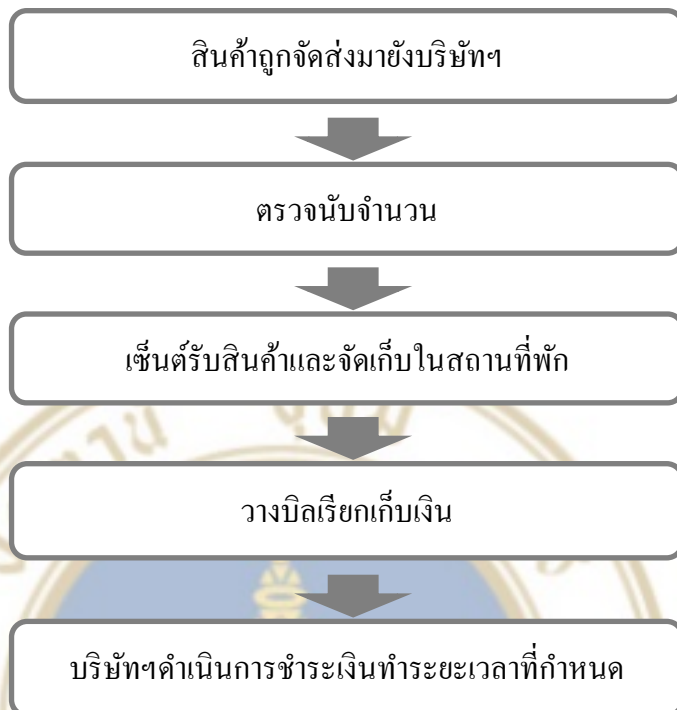 สินค้าถูกจัดส่งมายังบริษัทฯ
ตรวจนับจำนวน
เซ็นต์รับสินค้าและจัดเก็บในสถานที่พัก
วางบิลเรียกเก็บเงิน
บริษัทฯดำเนินการชำระเงินทำระยะเวลาที่กำหนด